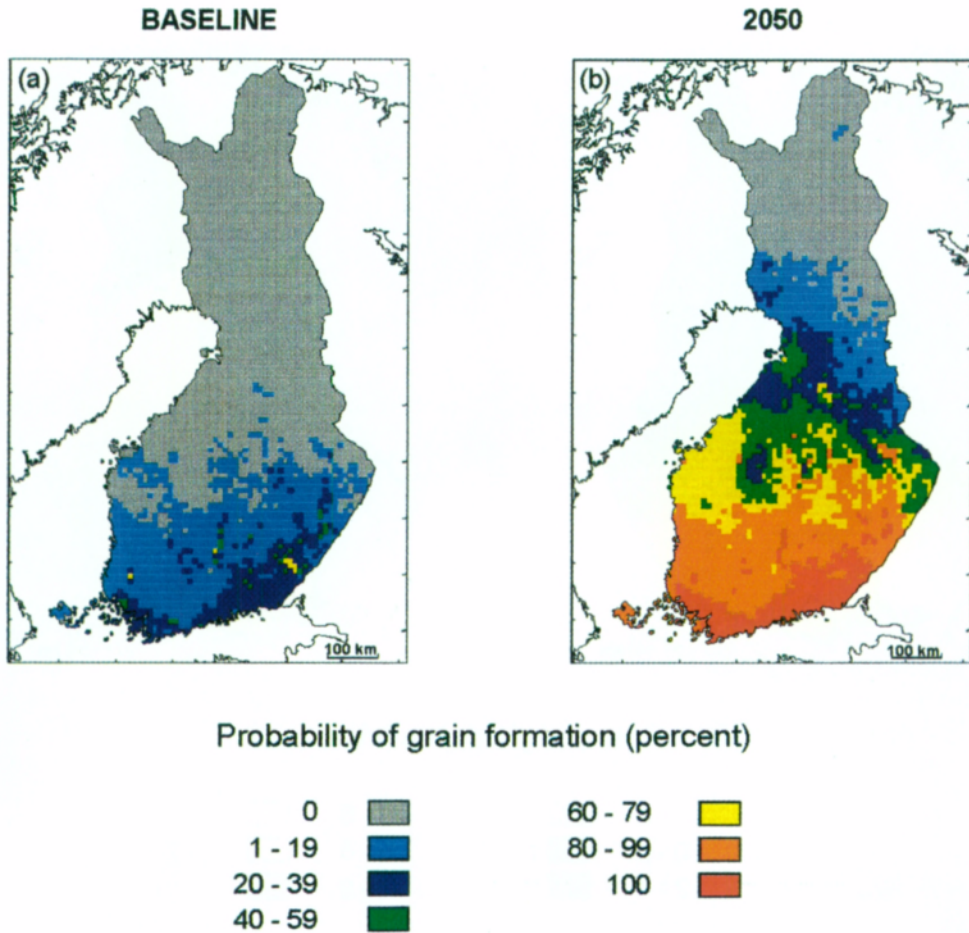 BASELINE
2050
(a)
(b)
100 km
100 km
Probability of grain formation (percent)
0
1 - 19
20 - 39
40 - 59
60 - 79
80 - 99
100